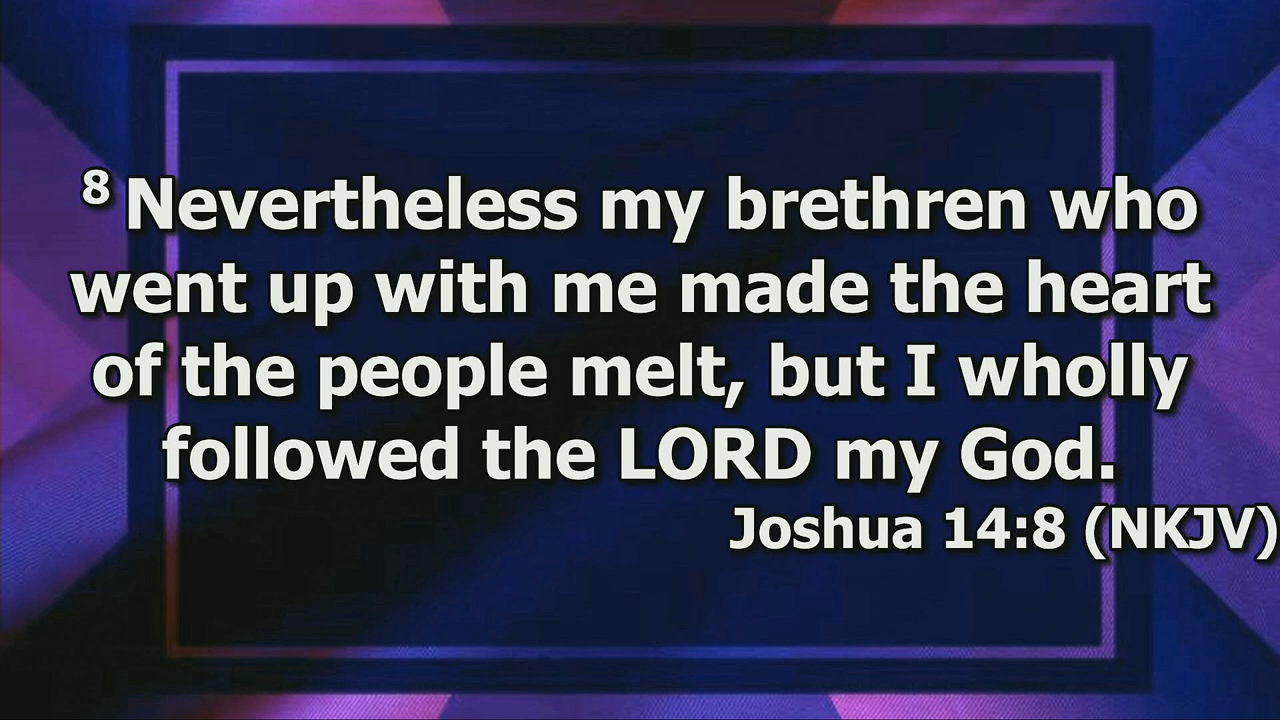 8 Nevertheless my brethren who
went up with me made the heart
of the people melt, but I wholly
followed the LORD my God.
Joshua 14:8 (NKJV)